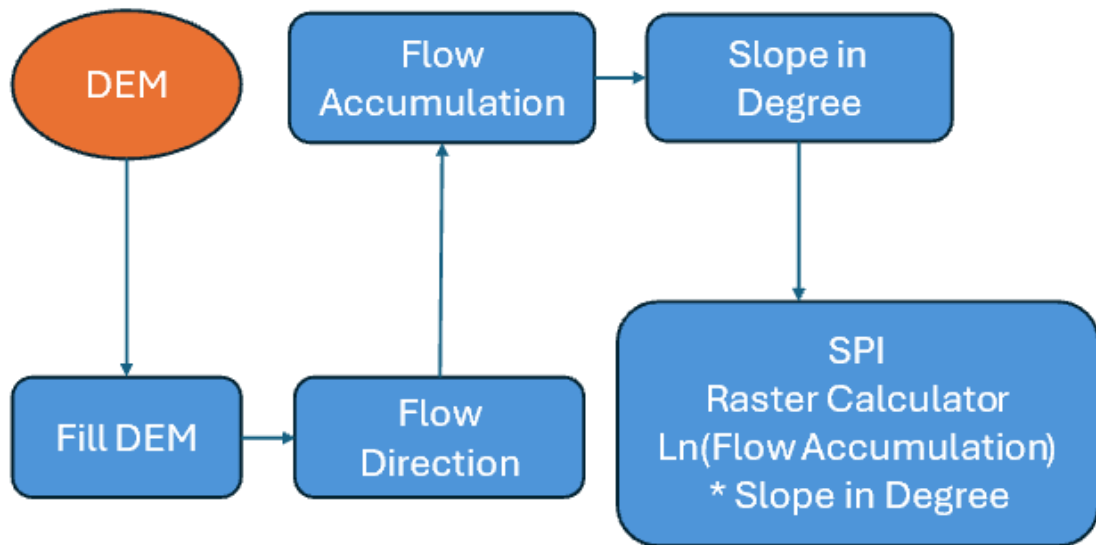 DEM
Fill DEM
Flow
Direction
Flow
Accumulation
Slope in
Degree
SPI
Raster Calculator
Ln(Flow Accumulation)
* Slope in Degree